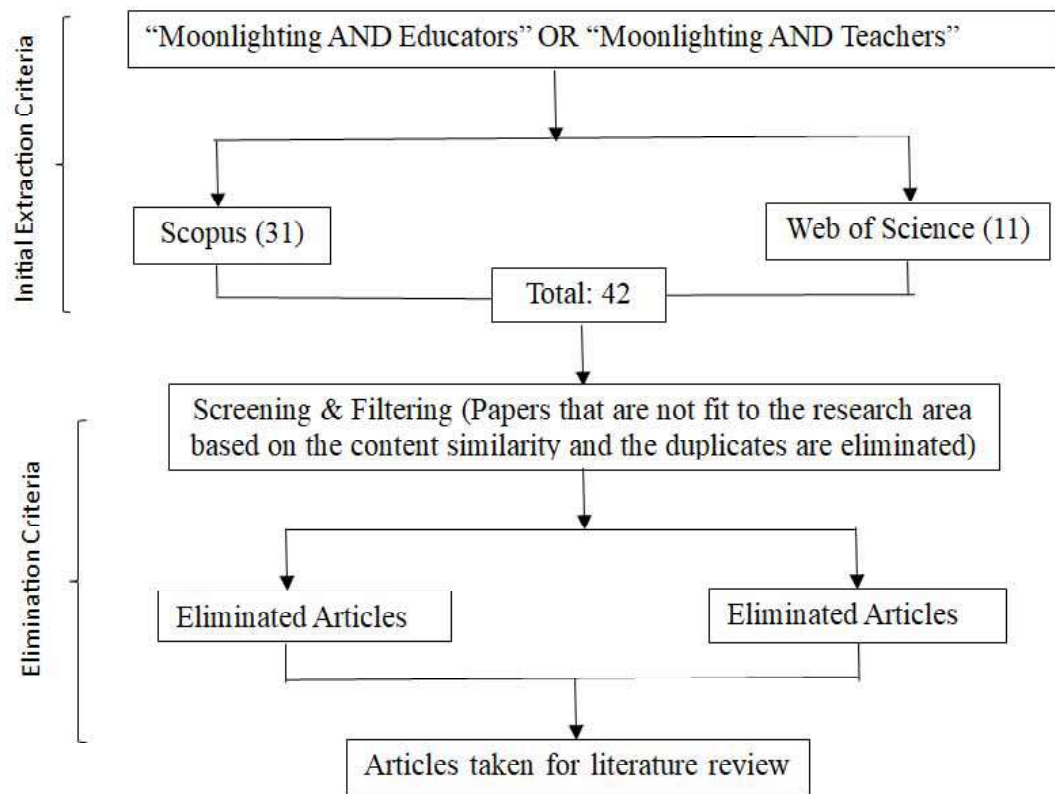 Initial Extraction Criteria
“Moonlighting AND Educators” OR “Moonlighting AND Teachers”
Scopus (31)
Web of Science (11)
Total: 42
Elimination Criteria
Screening & Filtering (Papers that are not fit to the research area
based on the content similarity and the duplicates are eliminated)
Eliminated Articles
Eliminated Articles
Articles taken for literature review